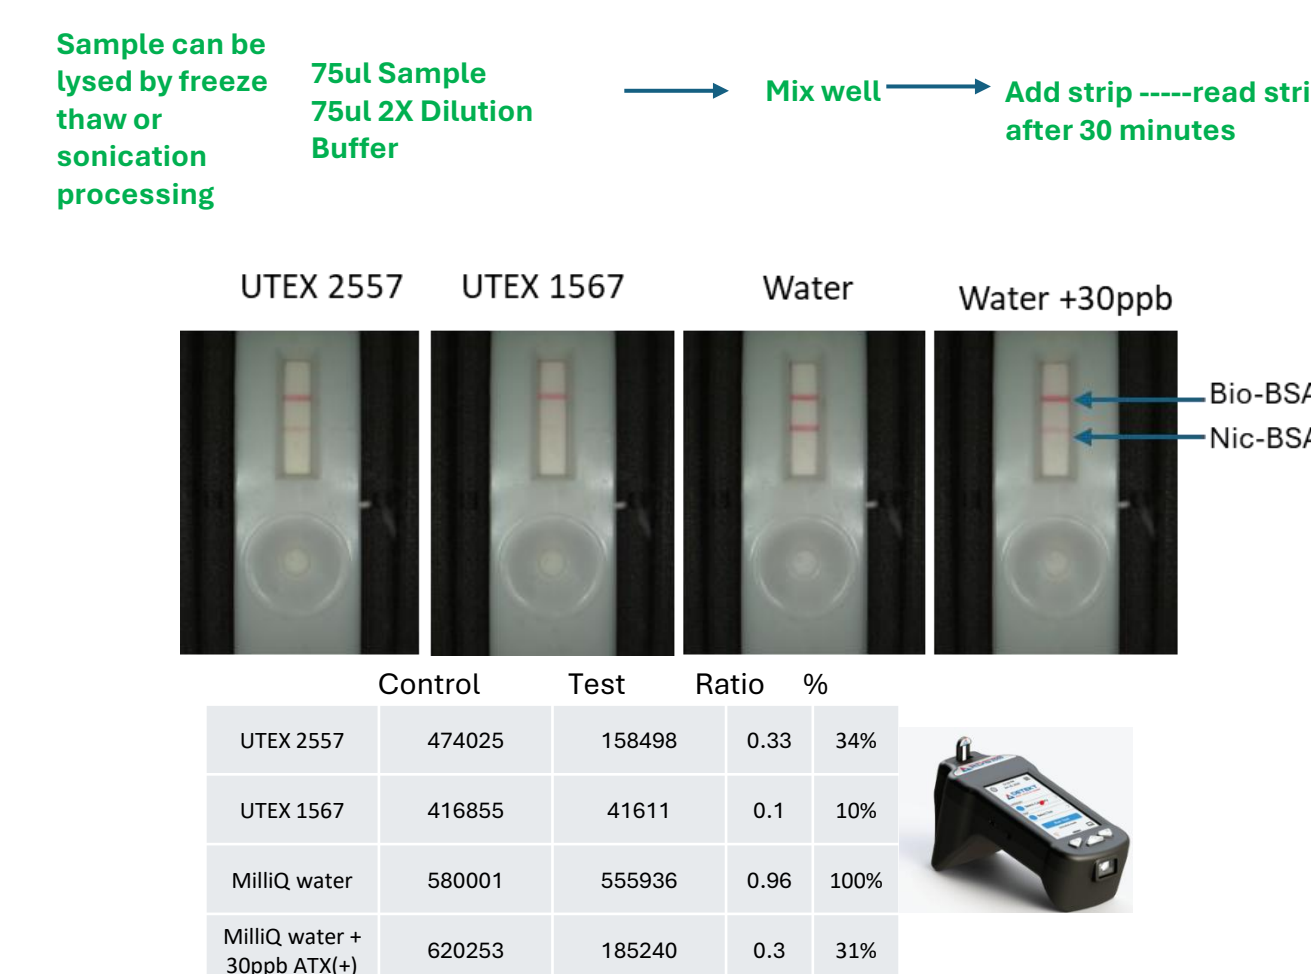 Sample can be
lysed by freeze
thaw or
sonication
processing
75ul Sample
75ul 2X Dilution
Buffer
Mix well
Add strip -----read stri
after 30 minutes
UTEX 2557
UTEX 1567
Water
Water +30ppb
Bio-BSA
Nic-BSA
Control Test Ratio %
UTEX 2557 474025 158498 0.33 34%
UTEX 1567 416855 41611 0.1 10%
MilliQ water 580001 555936 0.96 100%
MilliQ water +
30ppb ATX(+) 620253 185240 0.3 31%
DETEKT